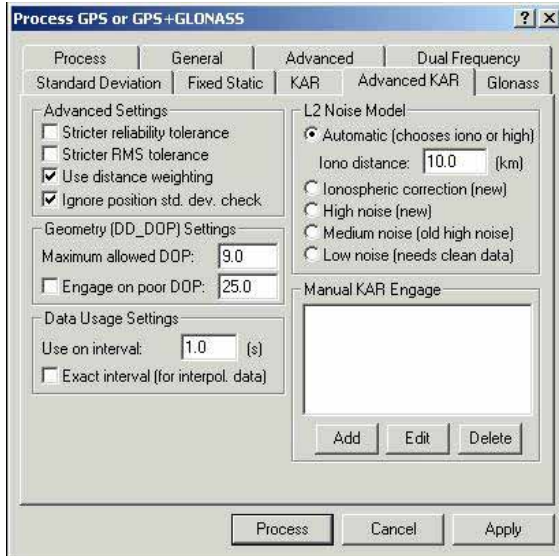 Process GPS or GPS+GLONASS
Process General Advanced Dual Frequency
Standard Deviation Fixed Static KAR Advanced KAR Glonass
Advanced Settings
Stricter reliability tolerance
Stricter RMS tolerance
Use distance weighting
Ignore position std. dev. check
Geometry (DD_DOP) Settings
Maximum allowed DOP: 9.0
Engage on poor DOP: 25.0
Data Usage Settings
Use on interval: 1.0 (s)
Exact interval (for interpol. data)
L2 Noise Model
Automatic (chooses iono or high)
Iono distance: 10.0 (km)
Ionospheric correction (new)
High noise (new)
Medium noise (old high noise)
Low noise (needs clean data)
Manual KAR Engage
Add Edit Delete
Process Cancel Apply